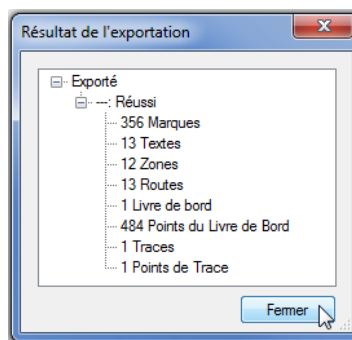 Résultat de l'exportation
Exporté
---: Réussi
356 Marques
13 Textes
12 Zones
13 Routes
1 Livre de bord
484 Points du Livre de Bord
1 Traces
1 Points de Trace
Fermer